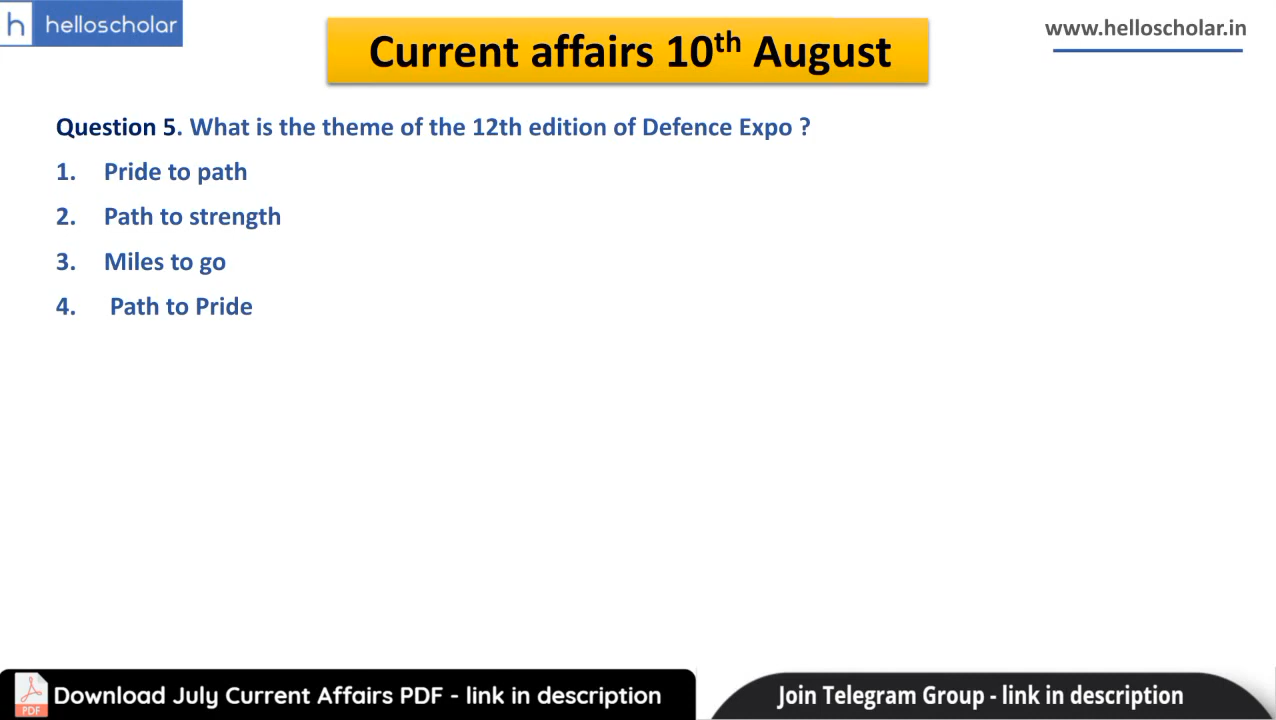 h helloscholar
www.helloscholar.in
Current affairs 10th August
Question 5. What is the theme of the 12th edition of Defence Expo ?
1. Pride to path
2. Path to strength
3. Miles to go
4. Path to Pride
PDF Download July Current Affairs PDF - link in description
Join Telegram Group - link in description